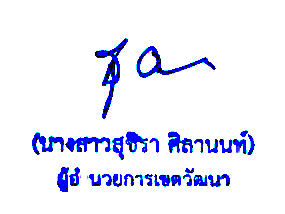 (นางสาวสุชิรา ศิลานนท์)
ผู้อำนวยการเขตวัฒนา